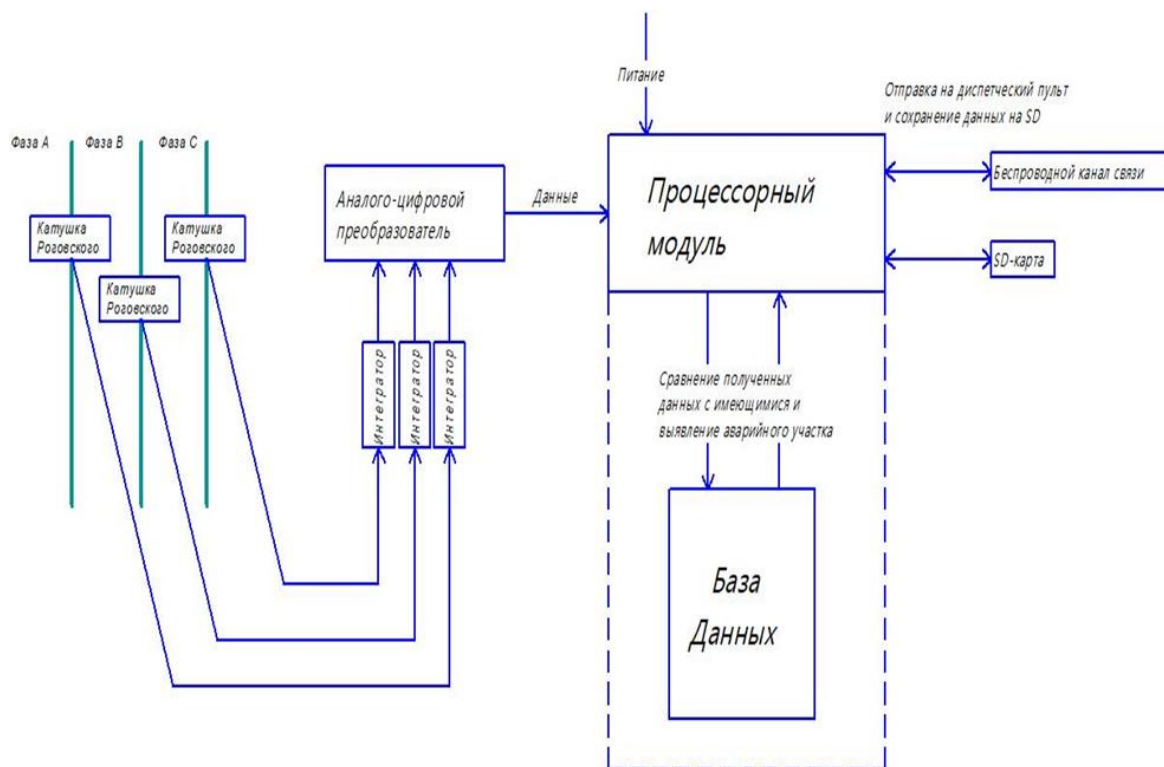 Питание
Отправка на диспетческий пульт
и сохранение данных на SD
Фаза А
Фаза В
Фаза С
Беспроводной канал связи
Аналого-цифровой
преобразователь
Данные
Процессорный
модуль
Катушка
Роговского
Катушка
Роговского
Катушка
Роговского
SD-карта
Интегратор
Интегратор
Интегратор
Сравнение полученных
данных с имеющимися и
выявление аварийного участка
База
Данных